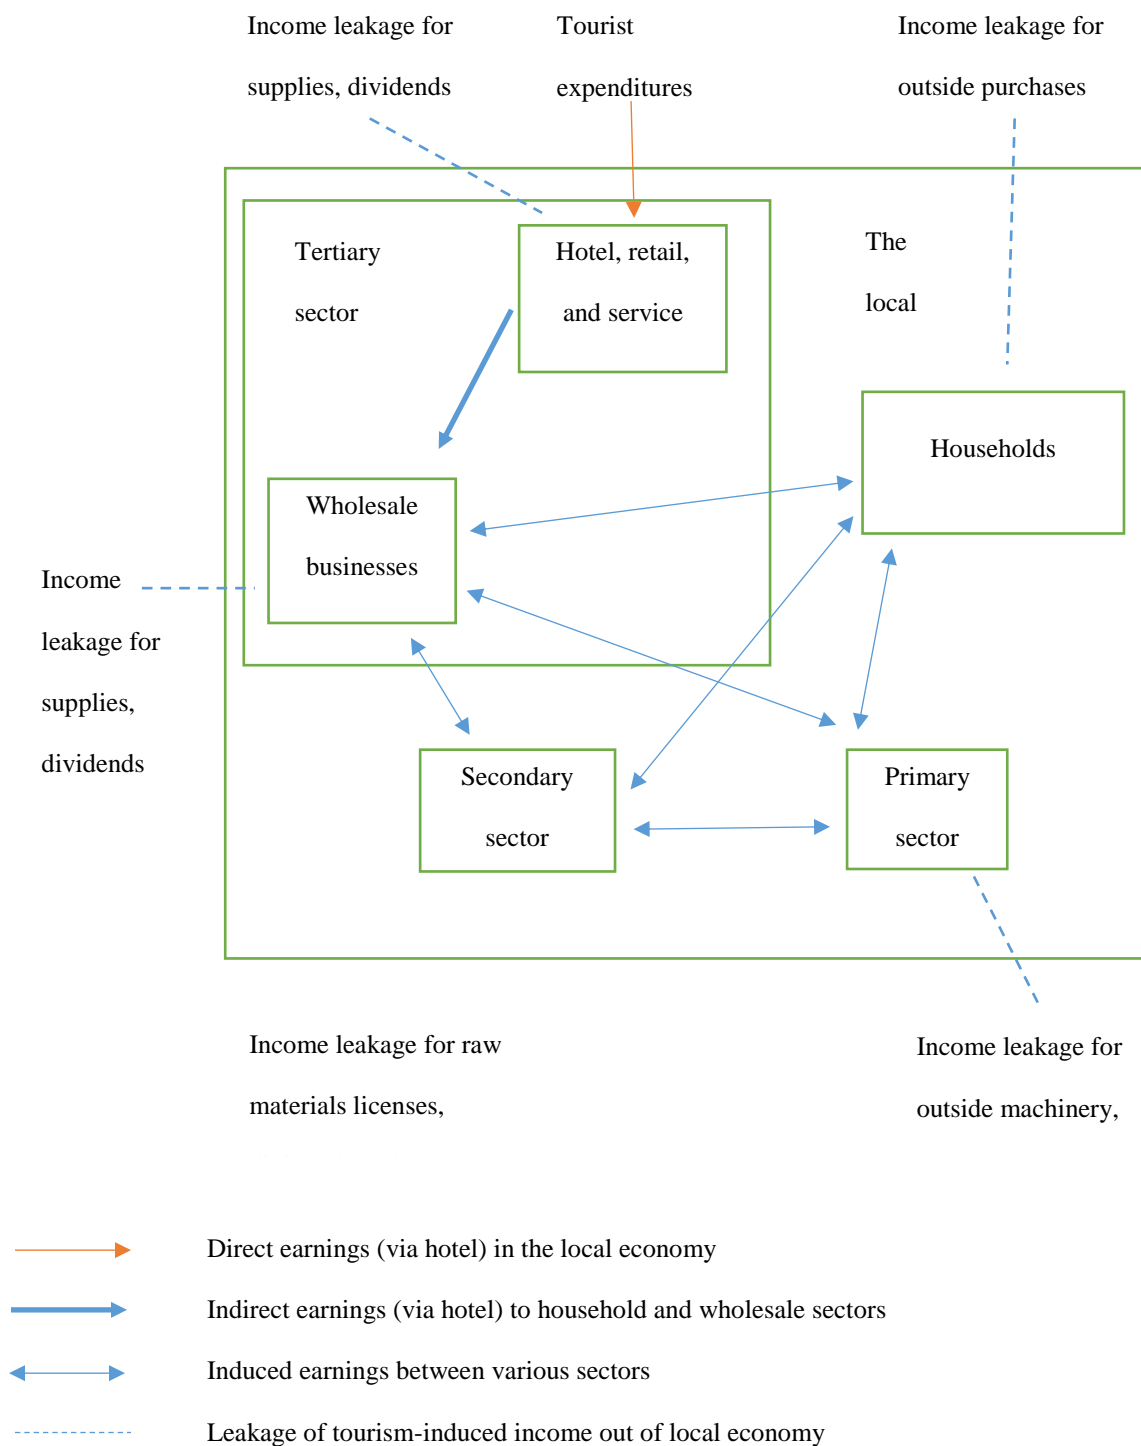 Income leakage for
supplies, dividends
Tourist
expenditures
Income leakage for
outside purchases
Tertiary
sector
Hotel, retail,
and service
The
local
Households
Wholesale
businesses
Income
leakage for
supplies,
dividends
Secondary
sector
Primary
sector
Income leakage for raw
materials licenses,
Income leakage for
outside machinery,
Direct earnings (via hotel) in the local economy
Indirect earnings (via hotel) to household and wholesale sectors
Induced earnings between various sectors
Leakage of tourism-induced income out of local economy